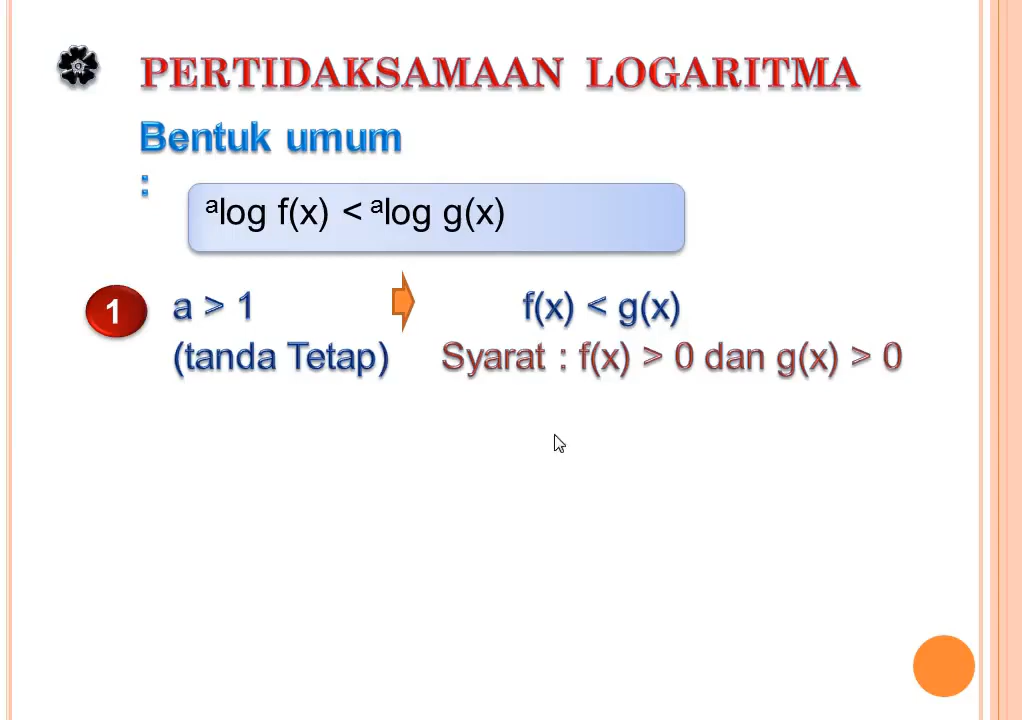 PERTIDAKSAMAAN LOGARITMA
Bentuk umum
:
ᵃlog f(x) < ᵃlog g(x)
1 a > 1 f(x) < g(x)
(tanda Tetap) Syarat : f(x) > 0 dan g(x) > 0